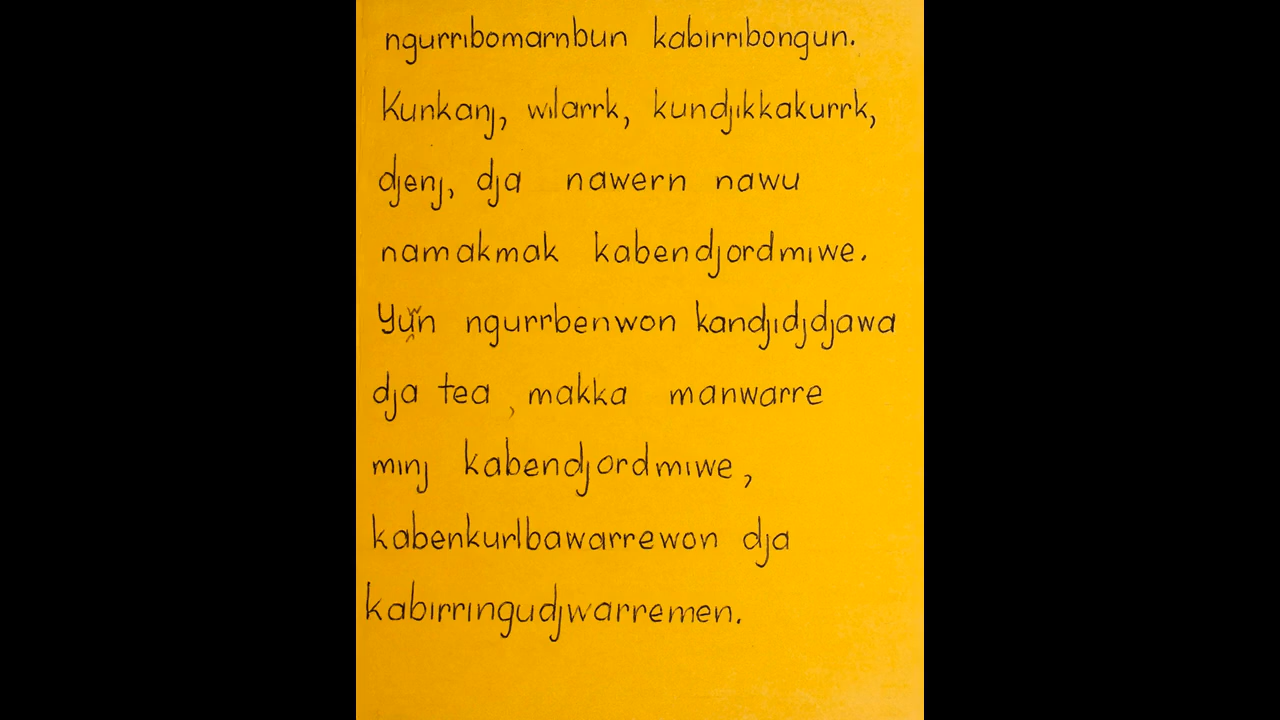 ngurribomarnbun kabirribongun.
Kunkanj, wilarrk, kundjikkakurrk,
djenj, dja nawern nawu
namakmak kabendjordmiwe.
Yuwn ngurrbenwon kandjidjdjawa
dja tea, makka manwarre
minj kabendjordmiwe,
kabenkurlbawarrewon dja
kabirringudjwarremen.